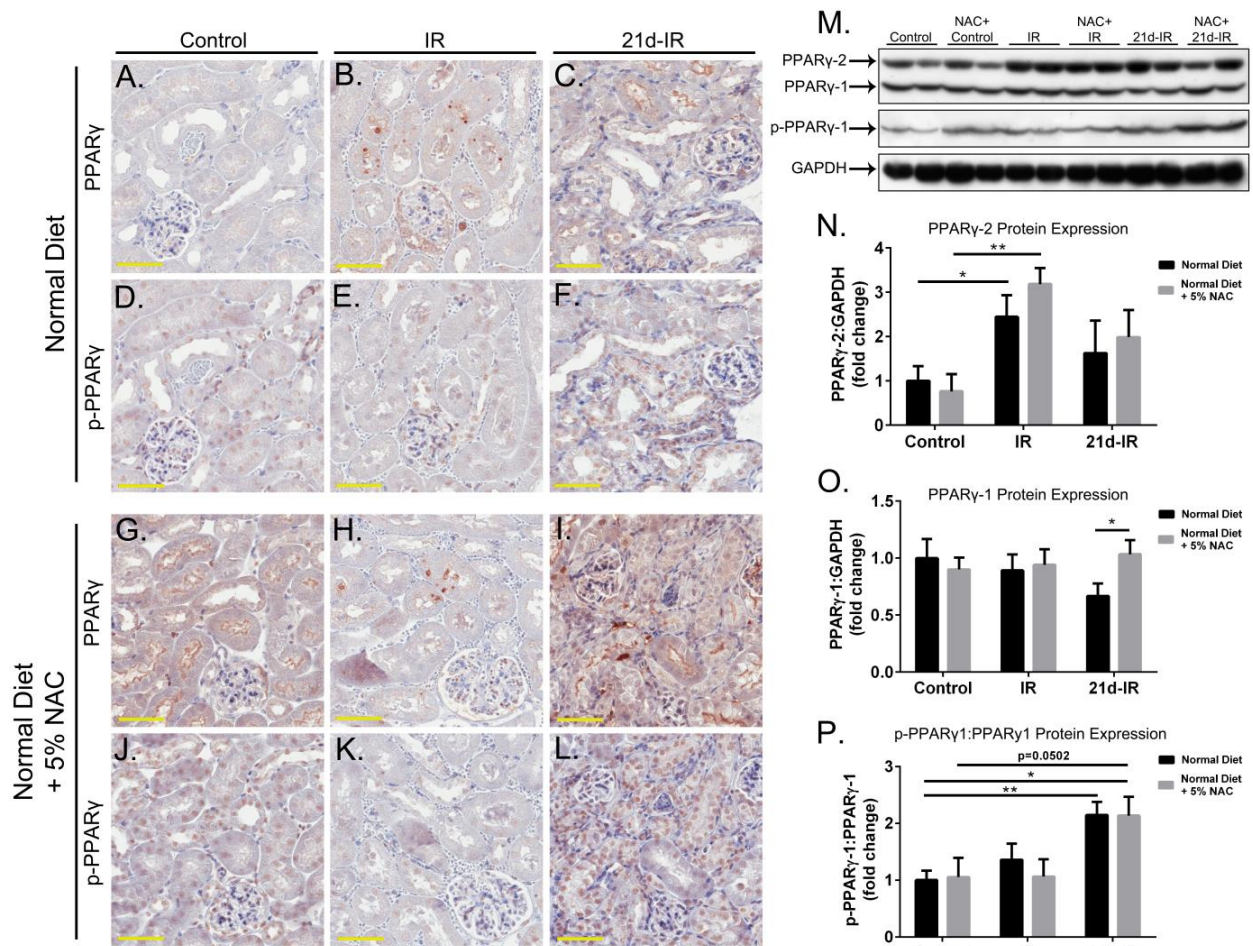 Control
IR
21d-IR
Normal Diet
PPARγ
A.
B.
C.
p-PPARγ
D.
E.
F.
Normal Diet
+ 5% NAC
PPARγ
G.
H.
I.
p-PPARγ
J.
K.
L.
M.
Control
NAC+
Control
IR
NAC+
IR
21d-IR
NAC+
21d-IR
PPARγ-2
PPARγ-1
p-PPARγ-1
GAPDH
N.
PPARγ-2 Protein Expression
PPARγ-2:GAPDH
(fold change)
4
3
2
1
0
*
**
Control
IR
21d-IR
Normal Diet
Normal Diet
+ 5% NAC
O.
PPARγ-1 Protein Expression
PPARγ-1:GAPDH
(fold change)
1.5
1.0
0.5
0.0
*
Control
IR
21d-IR
Normal Diet
Normal Diet
+ 5% NAC
P.
p-PPARγ1:PPARy1 Protein Expression
p-PPARγ-1:PPARγ-1
(fold change)
3
2
1
0
p=0.0502
*
**
Normal Diet
Normal Diet
+ 5% NAC